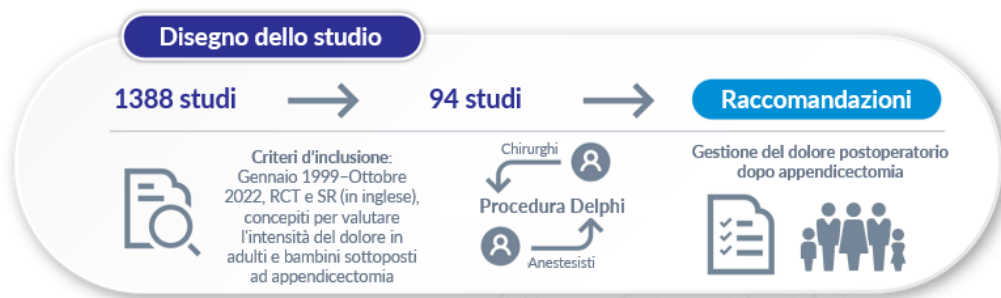 Disegno dello studio
1388 studi
94 studi
Raccomandazioni
Criteri d'inclusione:
Gennaio 1999–Ottobre
2022, RCT e SR (in inglese),
concepiti per valutare
l'intensità del dolore in
adulti e bambini sottoposti
ad appendicectomia
Chirurghi
Procedura Delphi
Anestesisti
Gestione del dolore postoperatorio
dopo appendicectomia